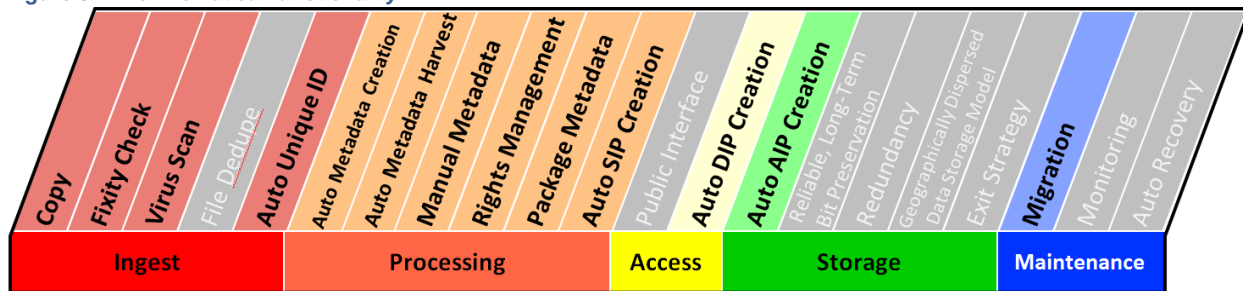 Copy
Fixity Check
Virus Scan
File Dedupe
Auto Unique ID
Auto Metadata Creation
Auto Metadata Harvest
Manual Metadata
Rights Management
Package Metadata
Auto SIP Creation
Public Interface
Auto DIP Creation
Auto AIP Creation
Reliable, Long-Term
Bit Preservation
Redundancy
Geographically Dispersed
Data Storage Model
Exit Strategy
Migration
Monitoring
Auto Recovery
Ingest
Processing
Access
Storage
Maintenance